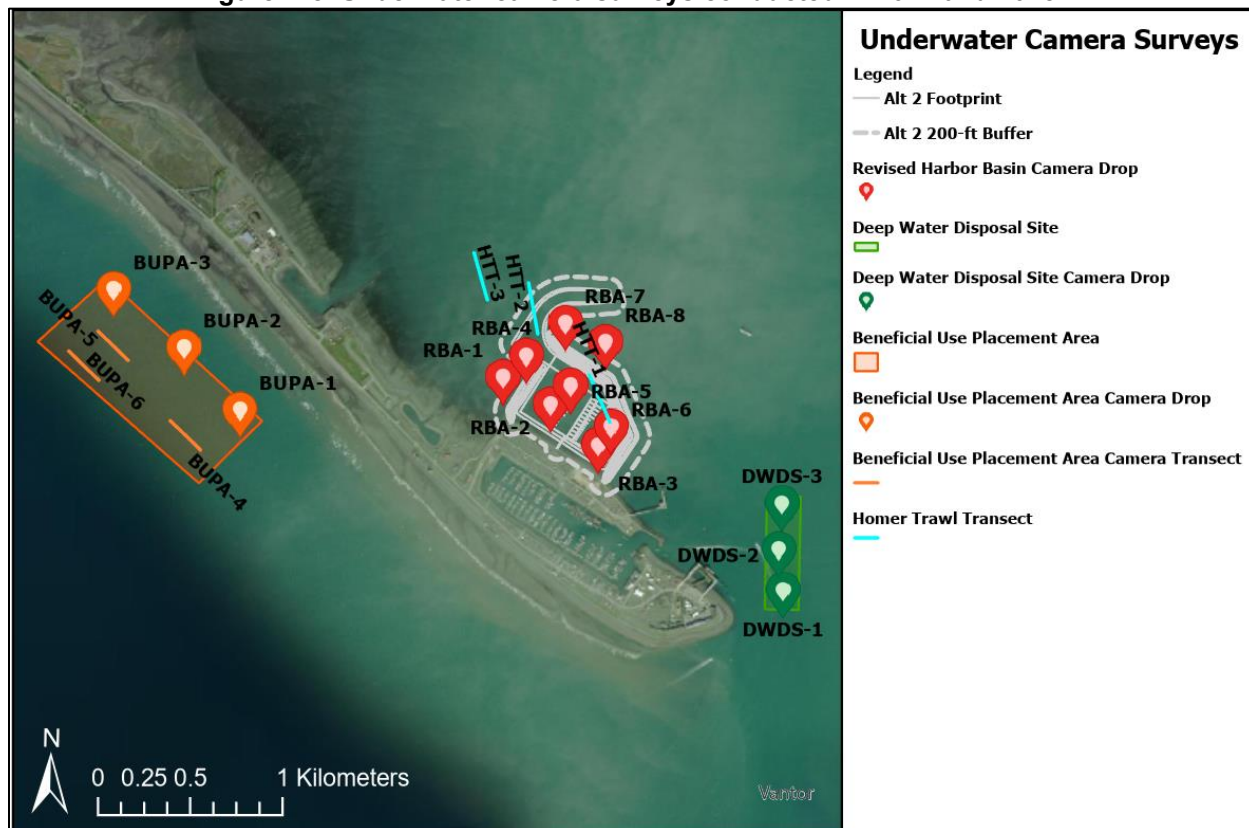 Underwater Camera Surveys
Legend
Alt 2 Footprint
Alt 2 200-ft Buffer
Revised Harbor Basin Camera Drop
Deep Water Disposal Site
Deep Water Disposal Site Camera Drop
Beneficial Use Placement Area
Beneficial Use Placement Area Camera Drop
Beneficial Use Placement Area Camera Transect
Homer Trawl Transect
BUPA-3
BUPA-2
BUPA-1
BUPA-5
BUPA-6
BUPA-4
HTT-3
HTT-2
HTT-1
RBA-7
RBA-8
RBA-4
RBA-1
RBA-5
RBA-6
RBA-2
RBA-3
DWDS-3
DWDS-2
DWDS-1
N
0 0.25 0.5 1 Kilometers
Vantor